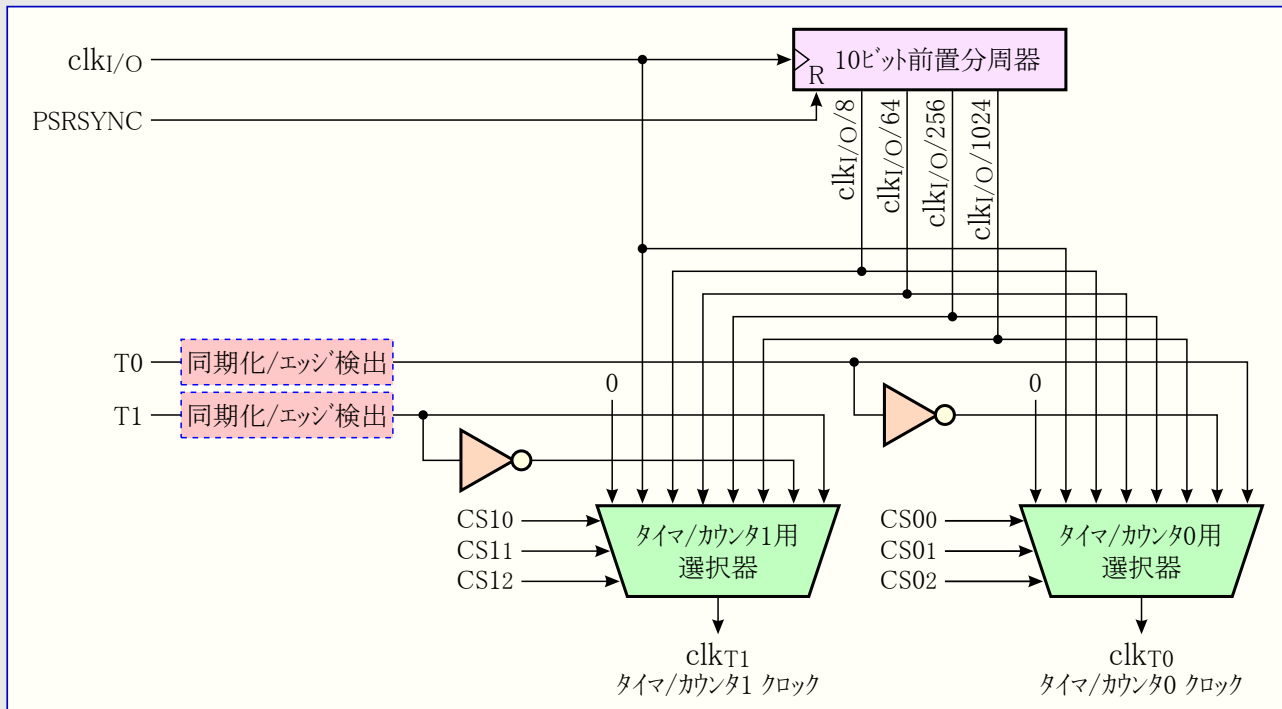 clkI/O
10ビット前置分周器
R
PSRSYNC
clkI/O/8
clkI/O/64
clkI/O/256
clkI/O/1024
T0
同期化/エッジ検出
T1
同期化/エッジ検出
0
0
CS10
CS11
CS12
タイマ/カウンタ1用
選択器
CS00
CS01
CS02
タイマ/カウンタ0用
選択器
clkT1
タイマ/カウンタ1 クロック
clkT0
タイマ/カウンタ0 クロック